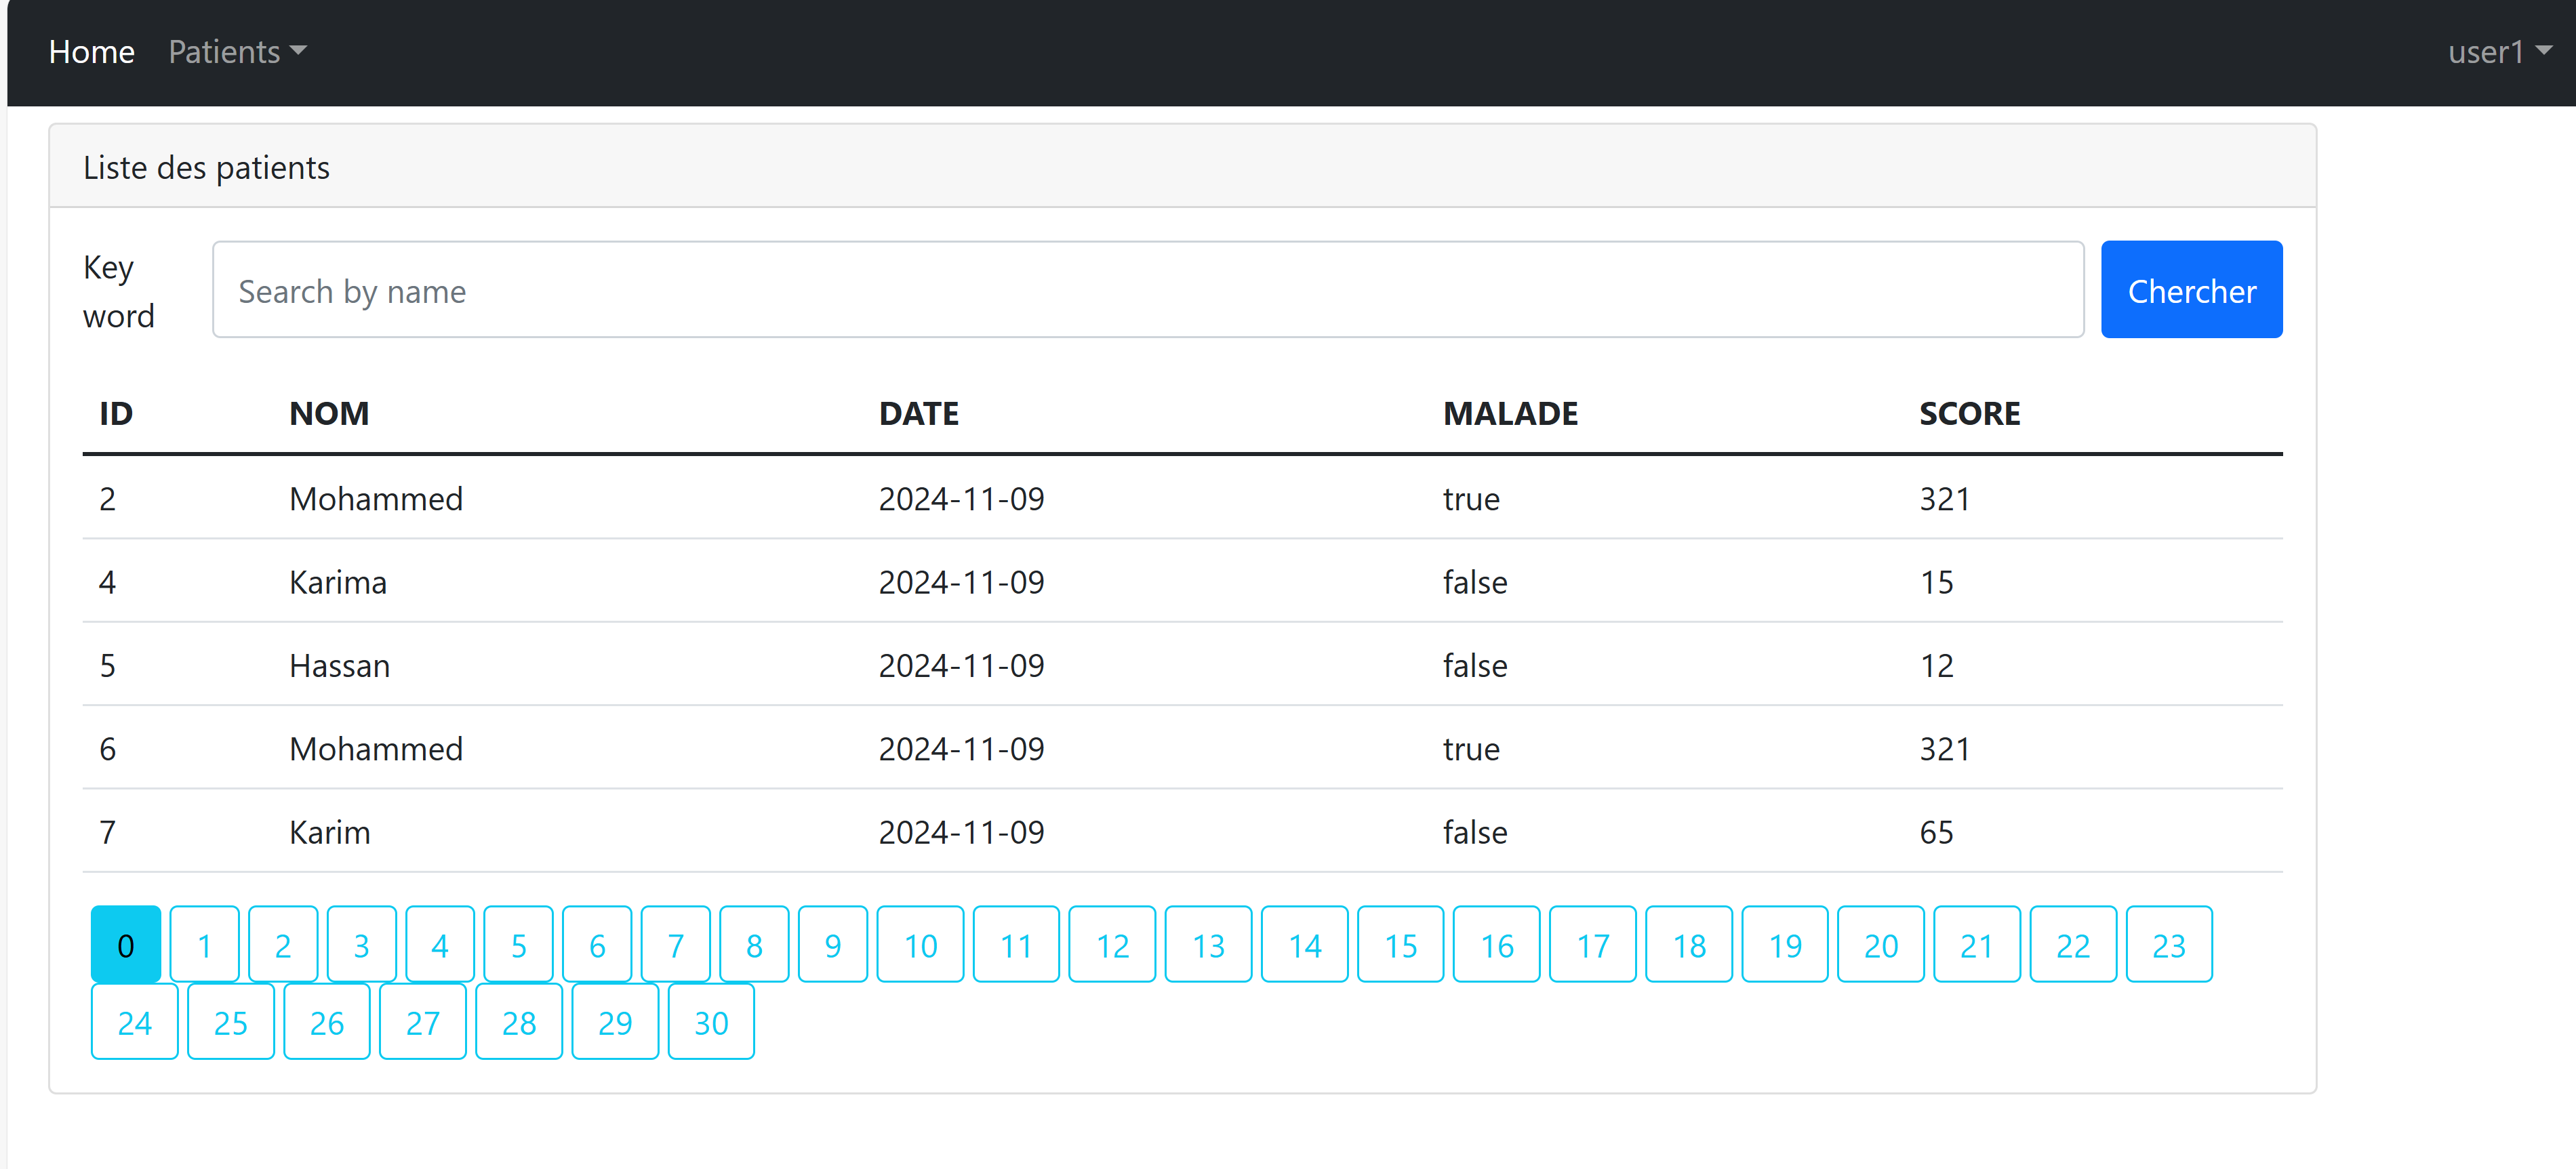 Home Patients user1
Liste des patients
Key word Search by name Chercher
ID NOM DATE MALADE SCORE
2 Mohammed 2024-11-09 true 321
4 Karima 2024-11-09 false 15
5 Hassan 2024-11-09 false 12
6 Mohammed 2024-11-09 true 321
7 Karim 2024-11-09 false 65
0 1 2 3 4 5 6 7 8 9 10 11 12 13 14 15 16 17 18 19 20 21 22 23
24 25 26 27 28 29 30